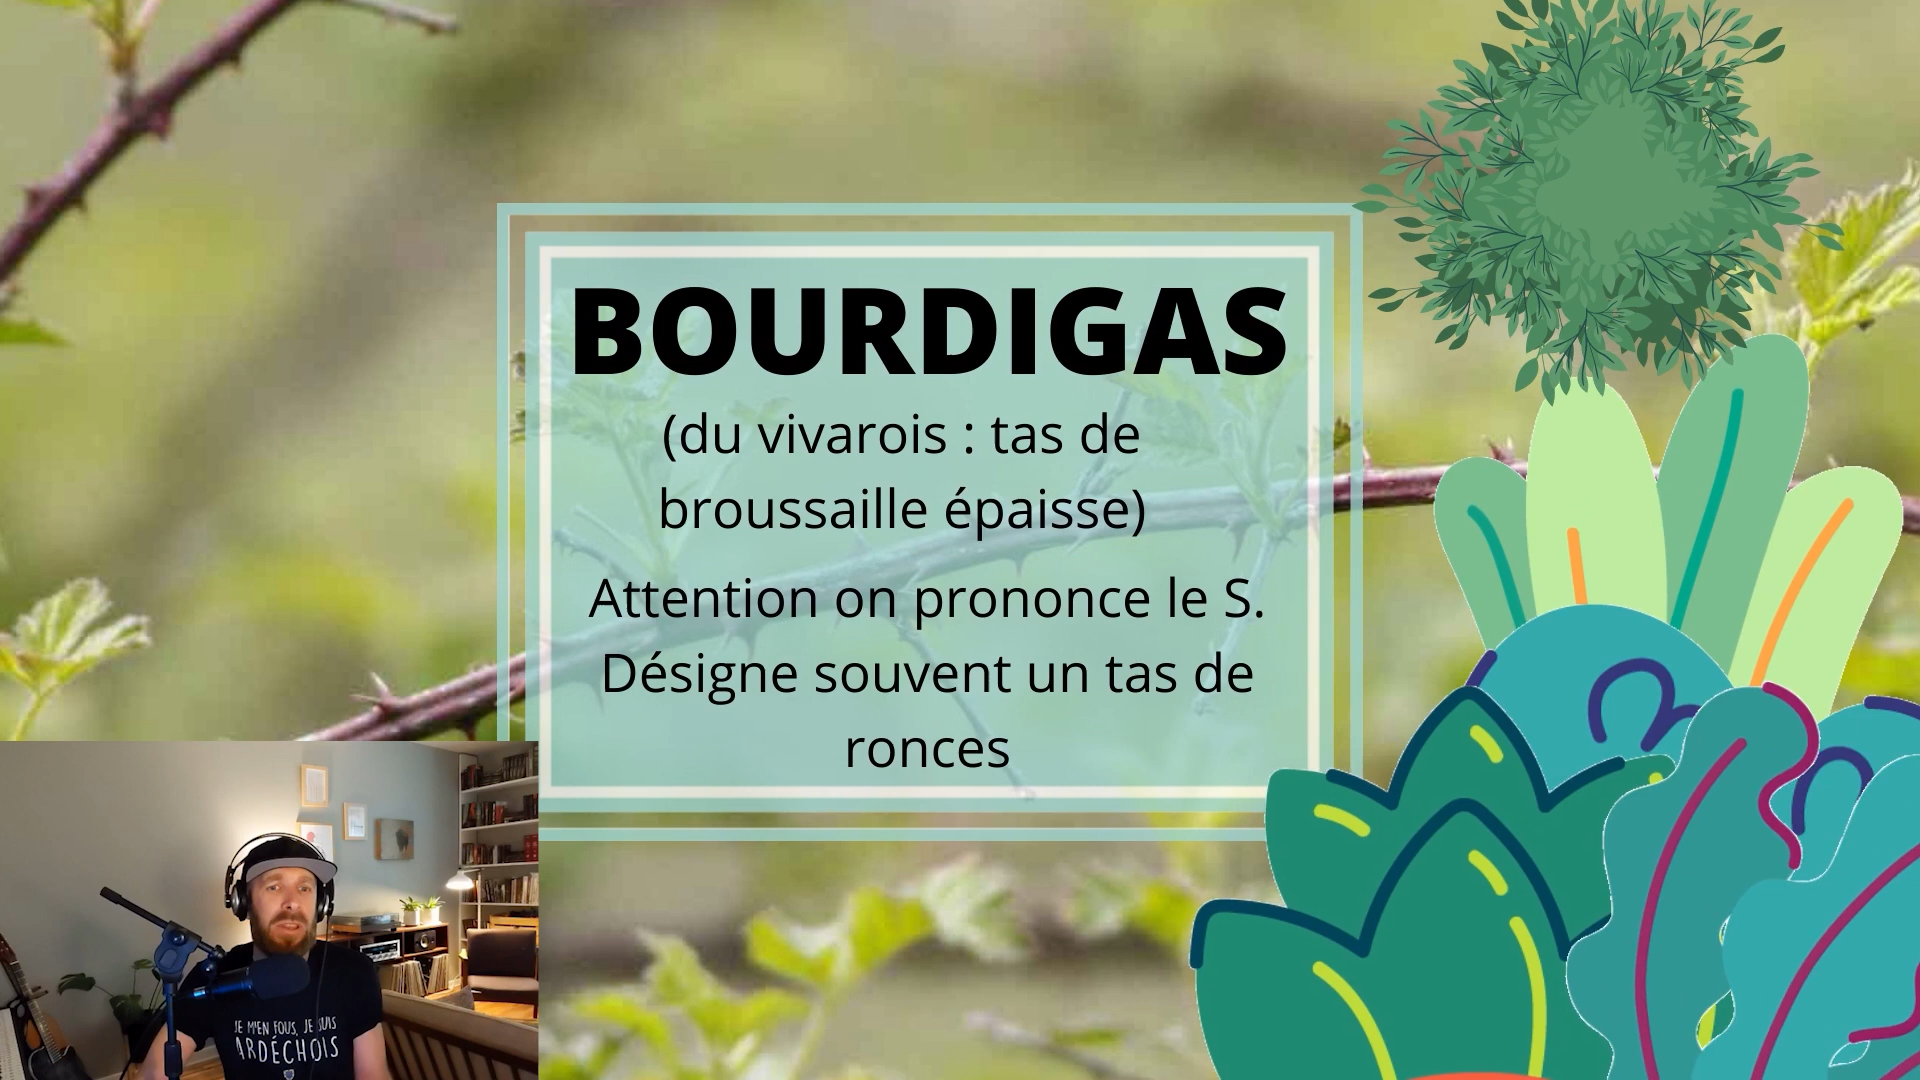 BOURDIGAS
(du vivarois : tas de
broussaille épaisse)
Attention on prononce le S.
Désigne souvent un tas de
ronces
JE M'EN FOUS, JE SUIS
ARDÉCHOIS